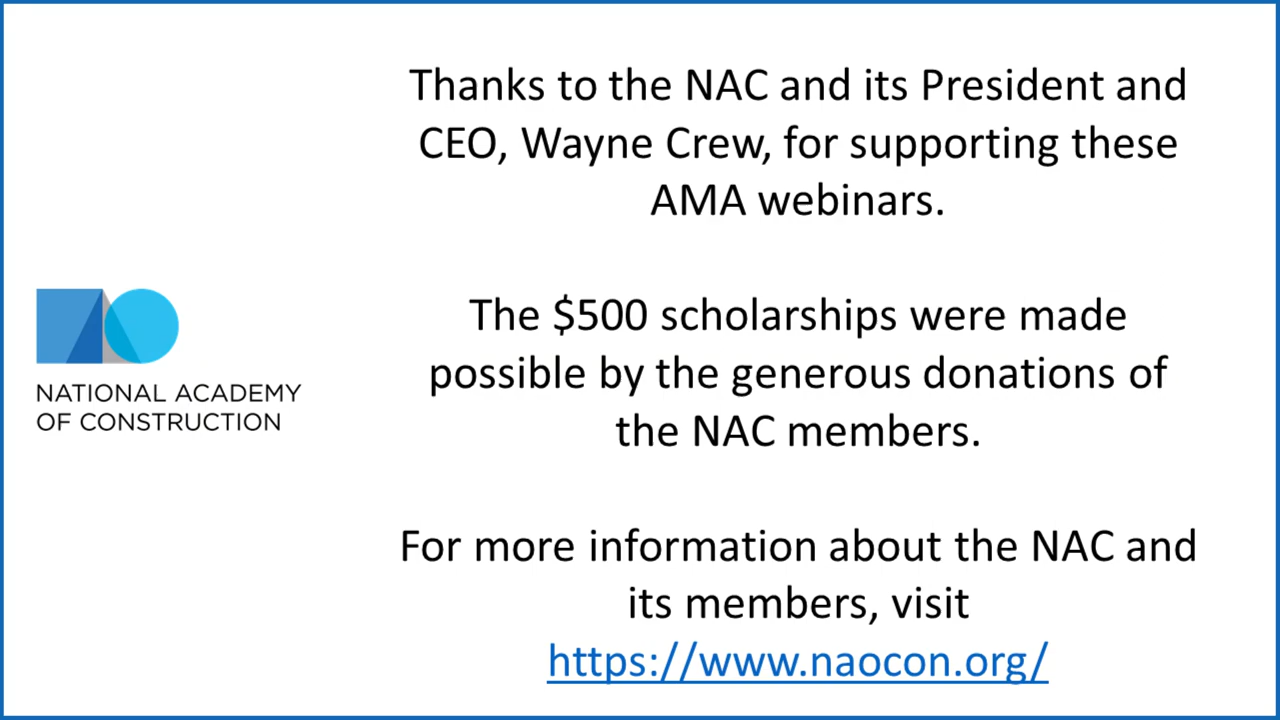 Thanks to the NAC and its President and
CEO, Wayne Crew, for supporting these
AMA webinars.
The $500 scholarships were made
possible by the generous donations of
the NAC members.
NATIONAL ACADEMY
OF CONSTRUCTION
For more information about the NAC and
its members, visit
https://www.naocon.org/